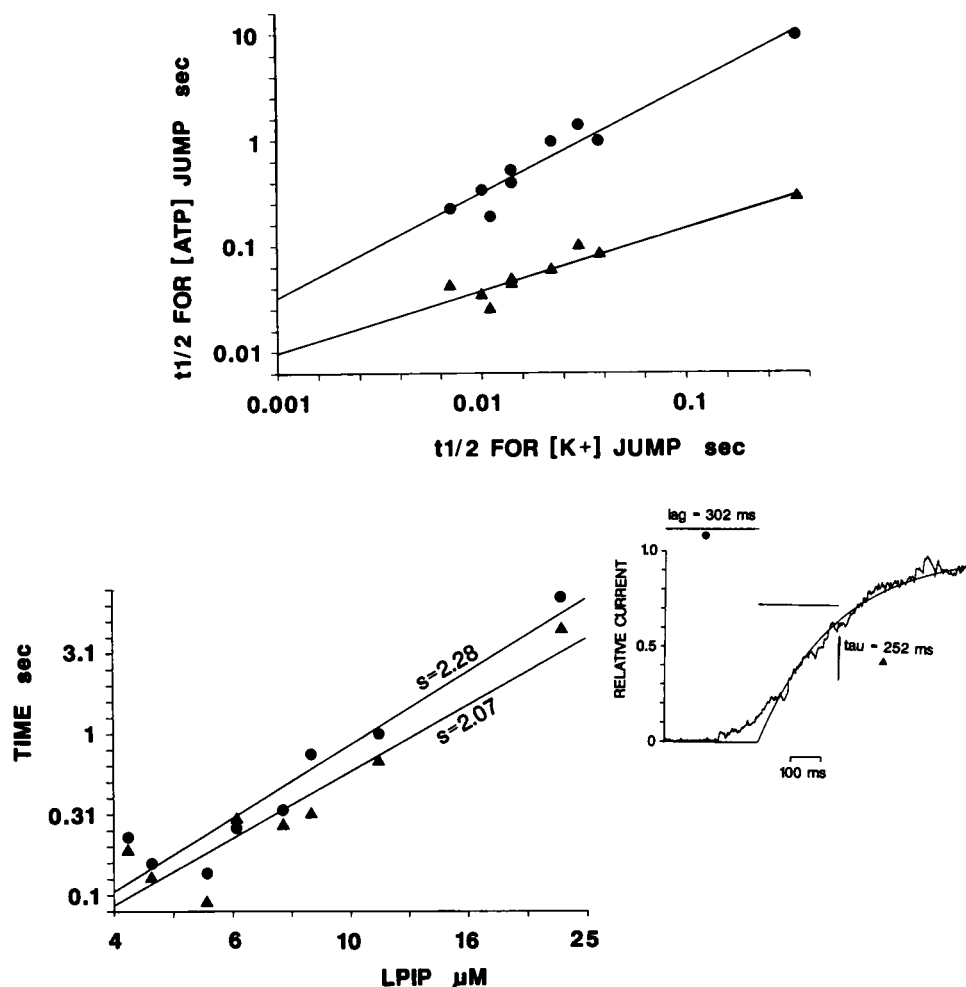 t1/2 FOR [ATP] JUMP sec
10
1
0.1
0.01
0.001
0.01
0.1
t1/2 FOR [K+] JUMP sec
TIME sec
3.1
1
0.31
0.1
s=2.28
s=2.07
4
6
10
16
25
LPIP µM
lag - 302 ms
RELATIVE CURRENT
1.0
0.5
0
tau - 252 ms
100 ms